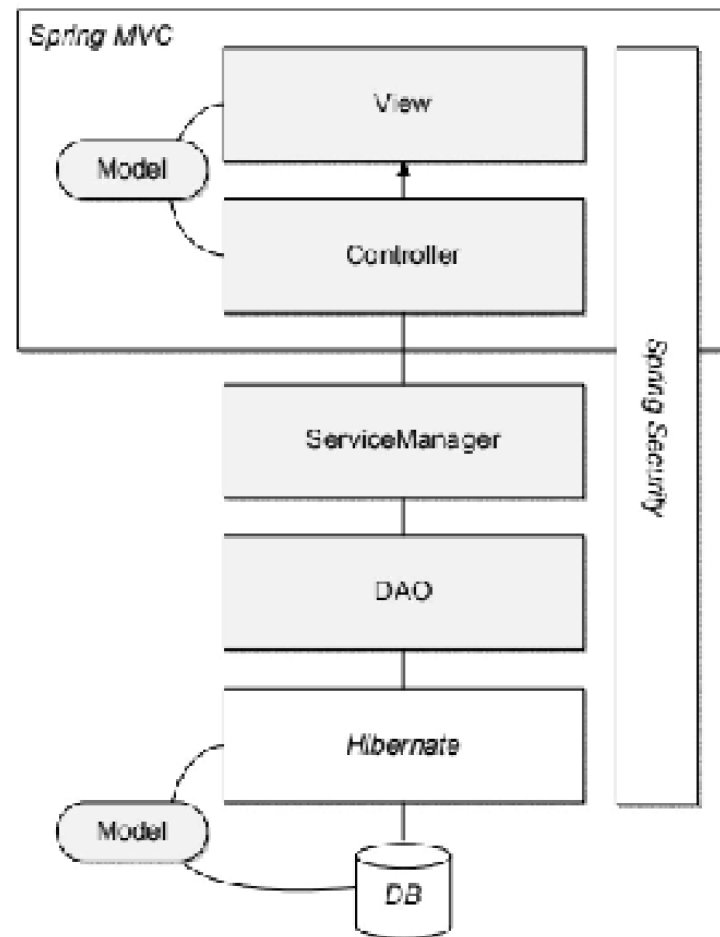 Spring MVC
View
Model
Controller
ServiceManager
Spring Security
DAO
Hibernate
Model
DB